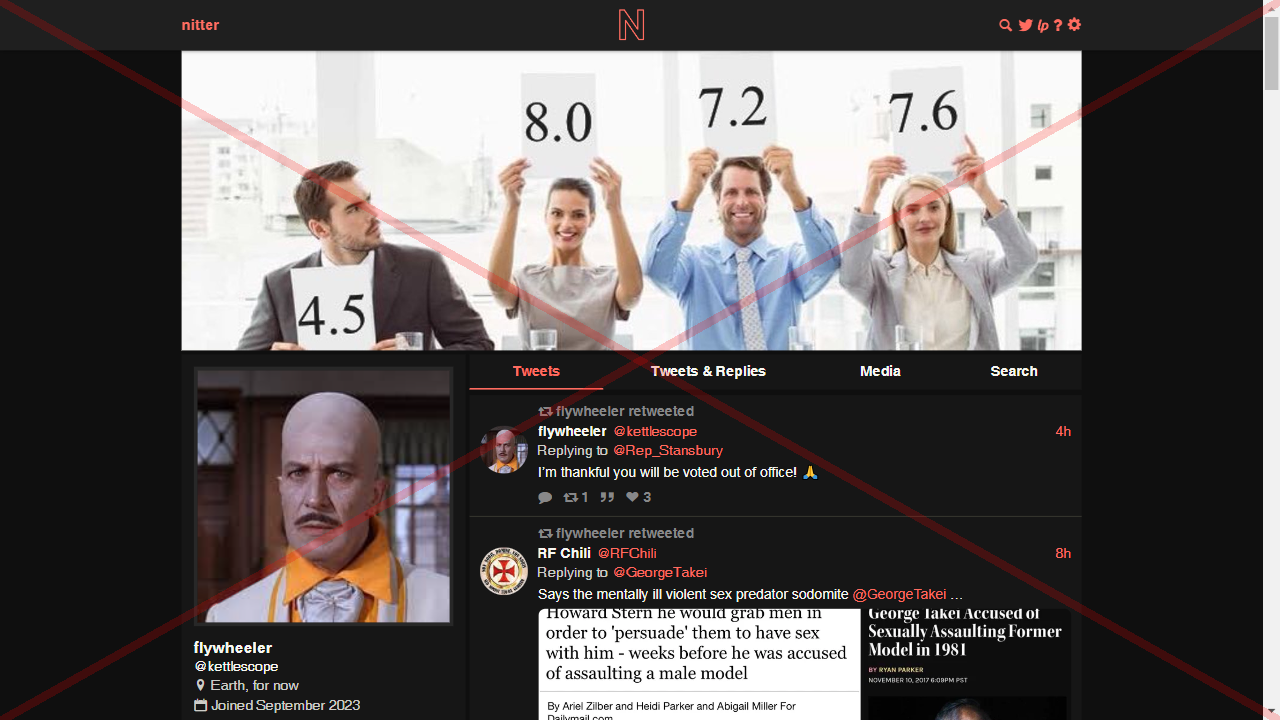 nitter
N
lp ?
8.0
7.2
7.6
4.5
Tweets
Tweets & Replies
Media
Search
flywheeler retweeted
flywheeler @kettlescope 4h
Replying to @Rep_Stansbury
I'm thankful you will be voted out of office! 🙏
1
3
flywheeler retweeted
RF Chili @RFChili 8h
Replying to @GeorgeTakei
Says the mentally ill violent sex predator sodomite @GeorgeTakei …
Howard Stern he would grab men in
order to 'persuade' them to have sex
with him - weeks before he was accused
of assaulting a male model
By Ariel Zilber and Heidi Parker and Abigail Miller For
Dailymail.com
George Takei Accused of
Sexually Assaulting Former
Model in 1981
BY RYAN PARKER
NOVEMBER 10, 2017 6:09PM PST
flywheeler
@kettlescope
Earth, for now
Joined September 2023